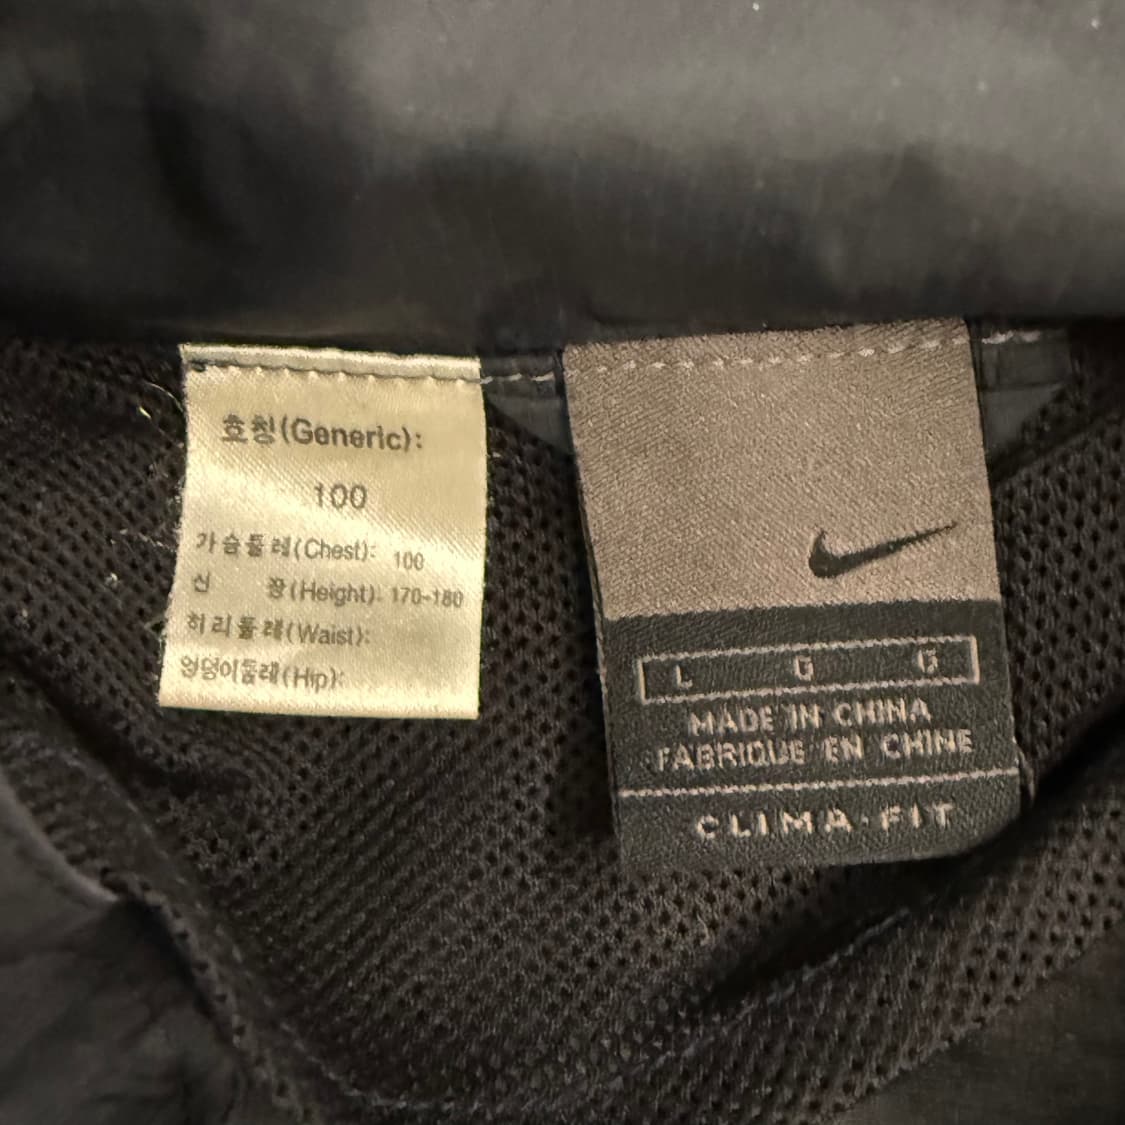 호칭(Generic):
100
가슴둘레(Chest): 100
신 장(Height): 170-180
허리둘레(Waist):
엉덩이둘레(Hip):
L G G
MADE IN CHINA
FABRIQUE EN CHINE
CLIMA·FIT